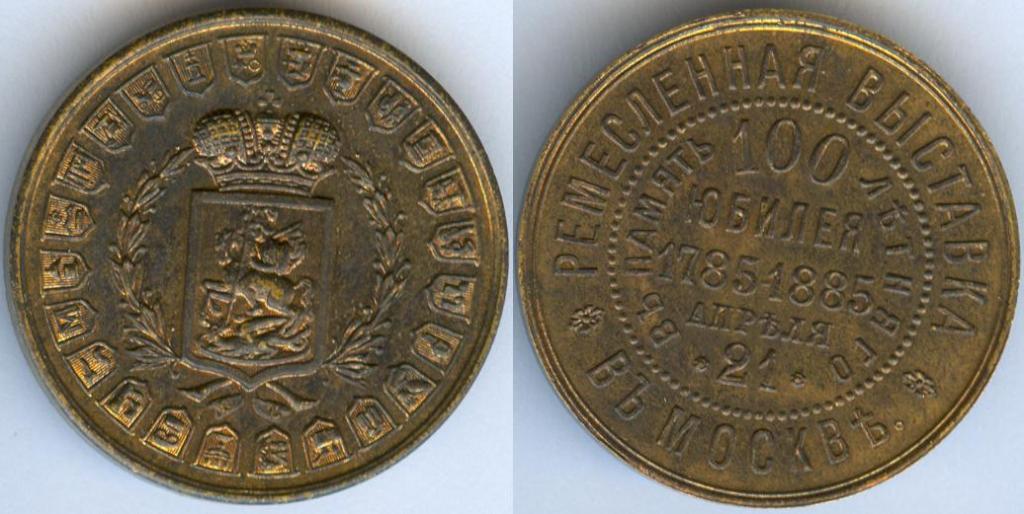 РЕМЕСЛЕННАЯ ВЫСТАВКА
ВЪ МОСКВѢ.
ВЪ ПАМЯТЬ 100 ЛѢТНЯГО
ЮБИЛЕЯ
1785-1885
АПРѢЛЯ
21